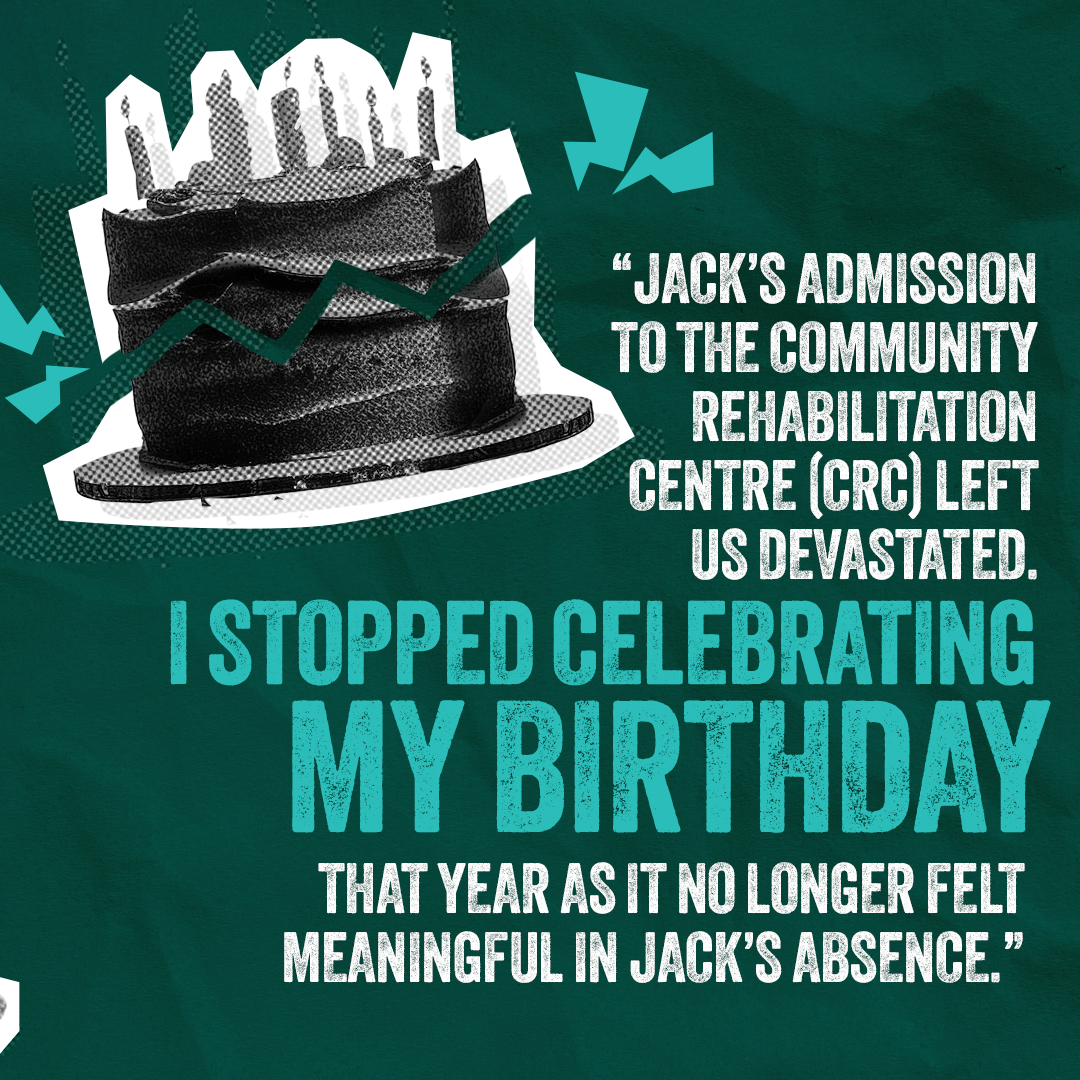 “JACK’S ADMISSION
TO THE COMMUNITY
REHABILITATION
CENTRE (CRC) LEFT
US DEVASTATED.
I STOPPED CELEBRATING
MY BIRTHDAY
THAT YEAR AS IT NO LONGER FELT
MEANINGFUL IN JACK’S ABSENCE.”